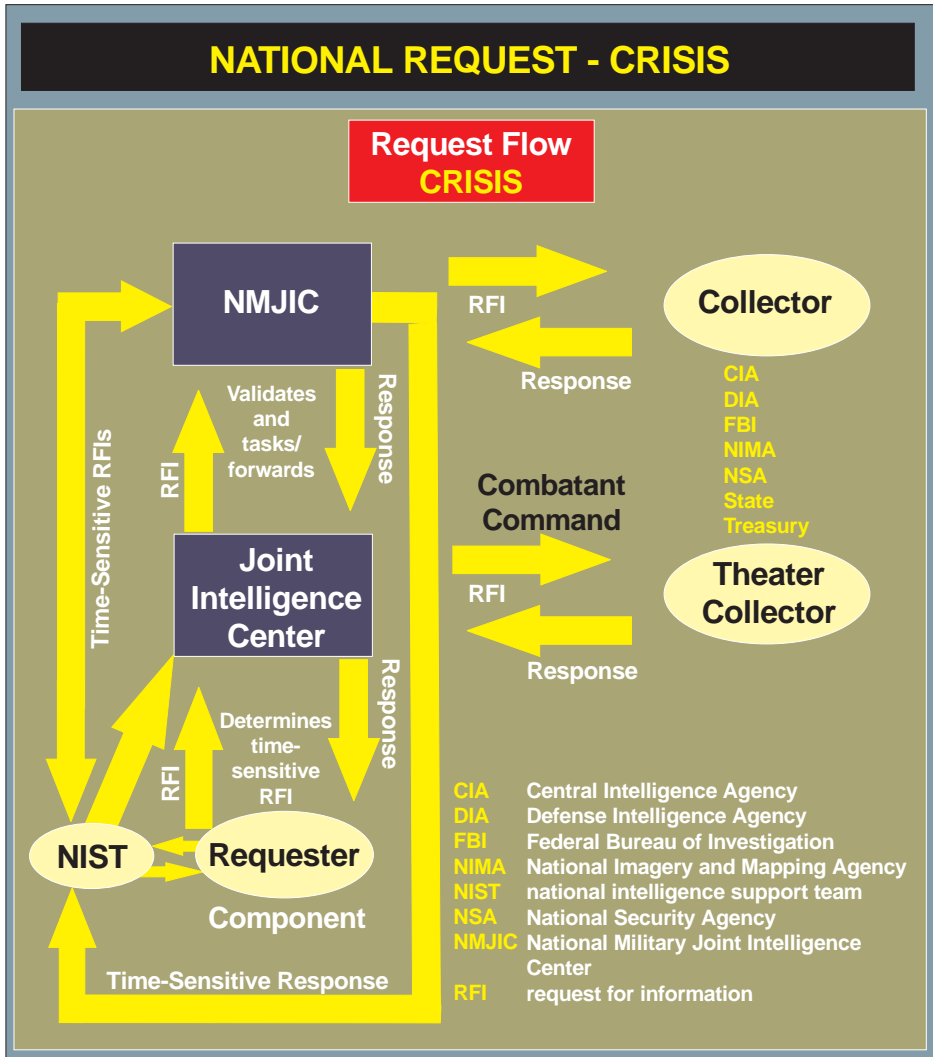 NATIONAL REQUEST - CRISIS
Request Flow
CRISIS
NMJIC
RFI
Collector
Response
CIA
DIA
FBI
NIMA
NSA
State
Treasury
Time-Sensitive RFIs
RFI
Validates
and
tasks/
forwards
Response
Combatant
Command
Joint
Intelligence
Center
RFI
Theater
Collector
Response
RFI
Determines
time-
sensitive
RFI
Response
NIST
Requester
Component
Time-Sensitive Response
CIA Central Intelligence Agency
DIA Defense Intelligence Agency
FBI Federal Bureau of Investigation
NIMA National Imagery and Mapping Agency
NIST national intelligence support team
NSA National Security Agency
NMJIC National Military Joint Intelligence
Center
RFI request for information